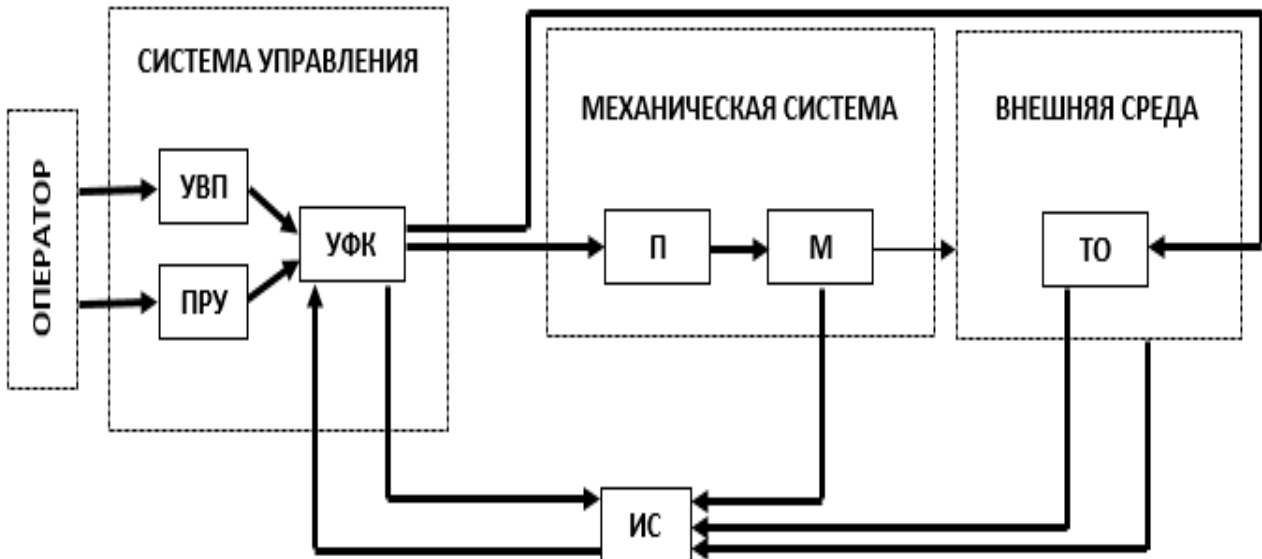 СИСТЕМА УПРАВЛЕНИЯ
МЕХАНИЧЕСКАЯ СИСТЕМА
ВНЕШНЯЯ СРЕДА
ОПЕРАТОР
УВП
ПРУ
УФК
П
М
ТО
ИС